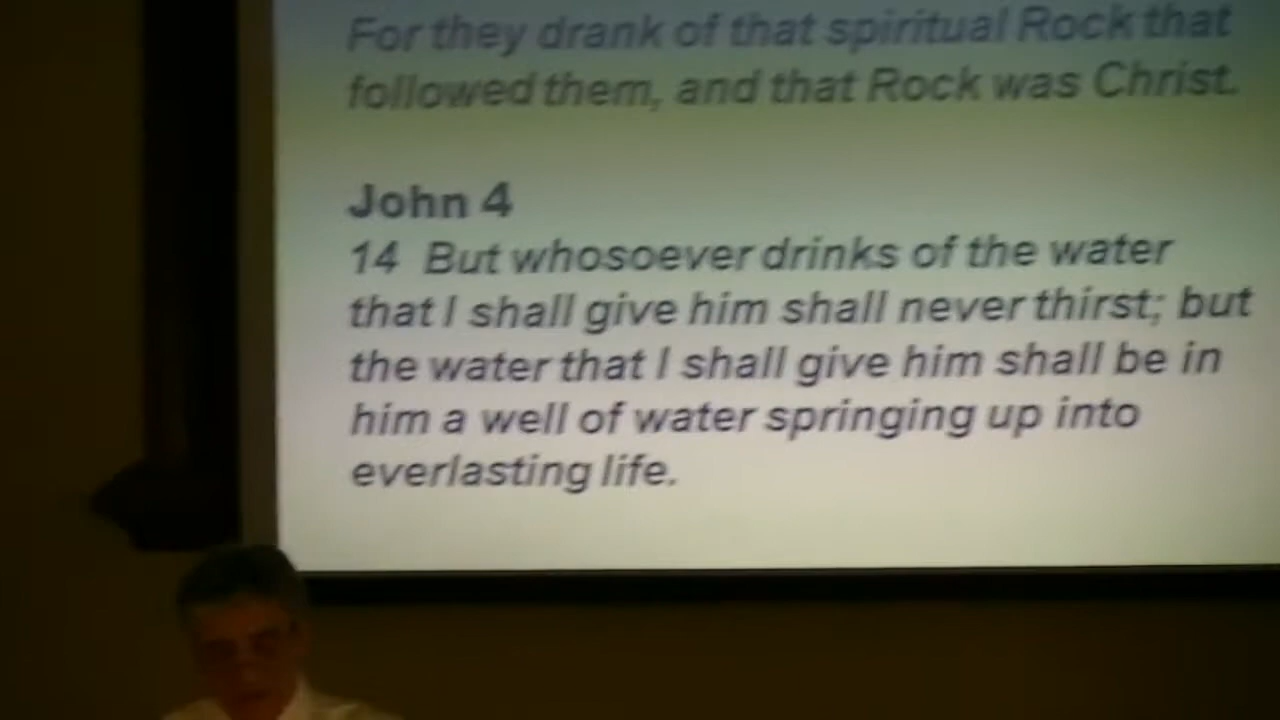 For they drank of that spiritual Rock that
followed them, and that Rock was Christ.
John 4
14 But whosoever drinks of the water
that I shall give him shall never thirst; but
the water that I shall give him shall be in
him a well of water springing up into
everlasting life.